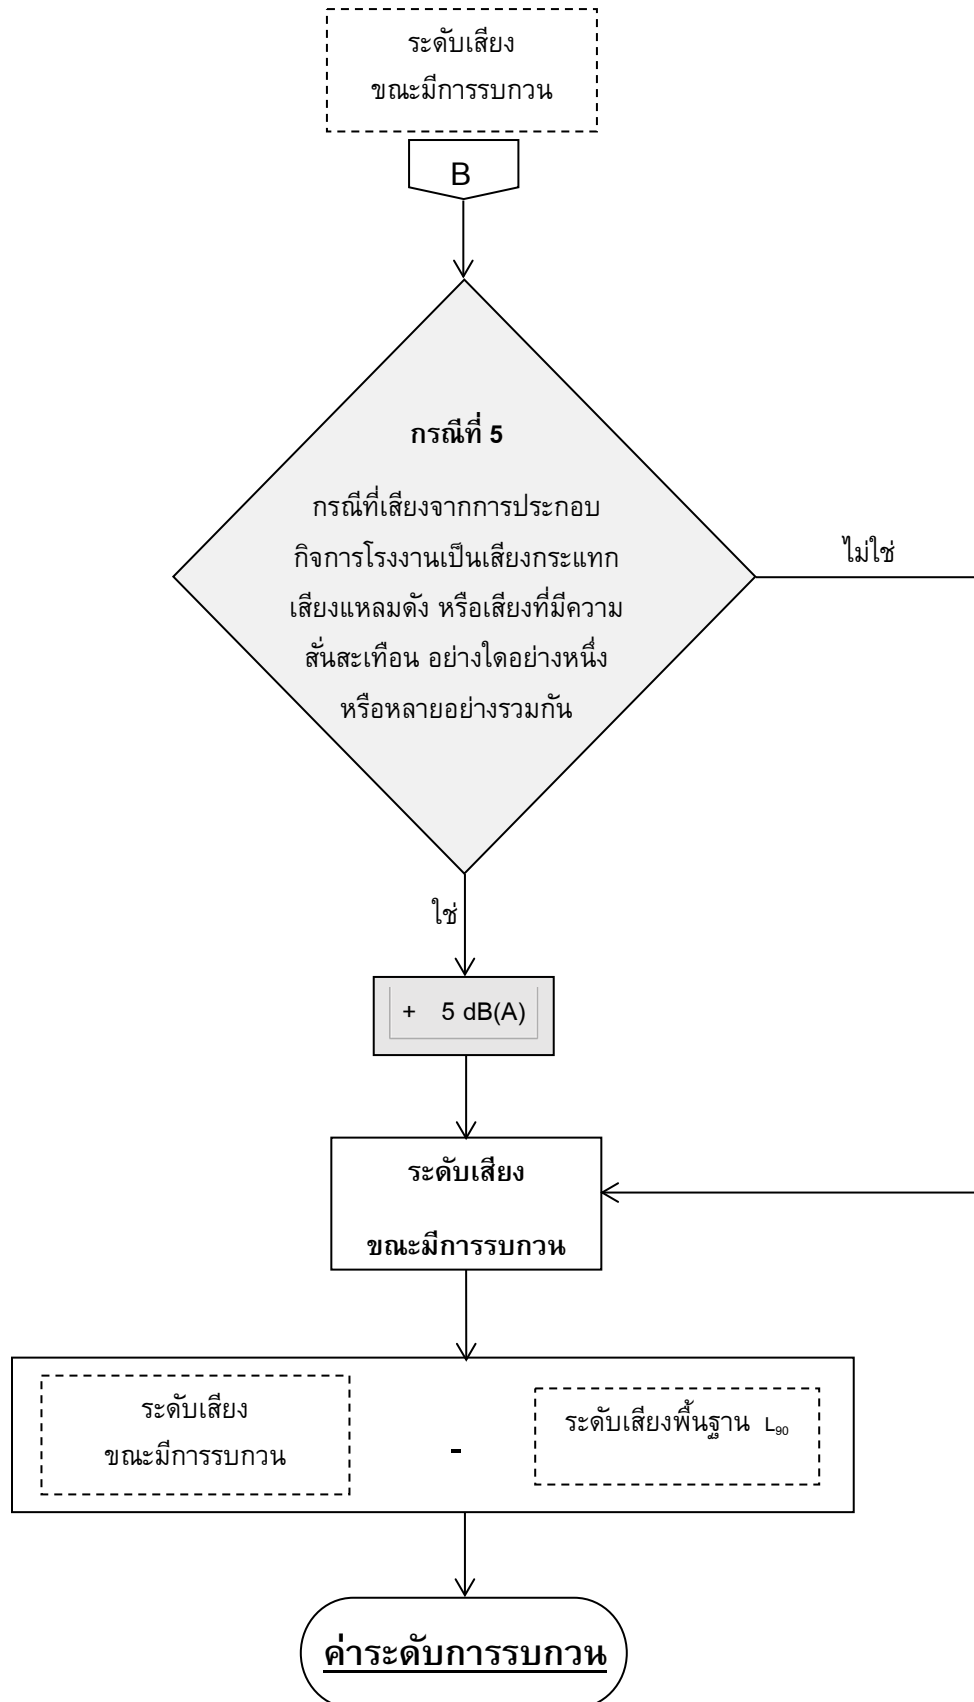 ระดับเสียง
ขณะมีการรบกวน
B
กรณีที่ 5
กรณีที่เสียงจากการประกอบ
กิจการโรงงานเป็นเสียงกระแทก
เสียงแหลมดัง หรือเสียงที่มีความ
สั่นสะเทือน อย่างใดอย่างหนึ่ง
หรือหลายอย่างรวมกัน
ไม่ใช่
ใช่
+ 5 dB(A)
ระดับเสียง
ขณะมีการรบกวน
ระดับเสียง
ขณะมีการรบกวน
-
ระดับเสียงพื้นฐาน L₉₀
ค่าระดับการรบกวน